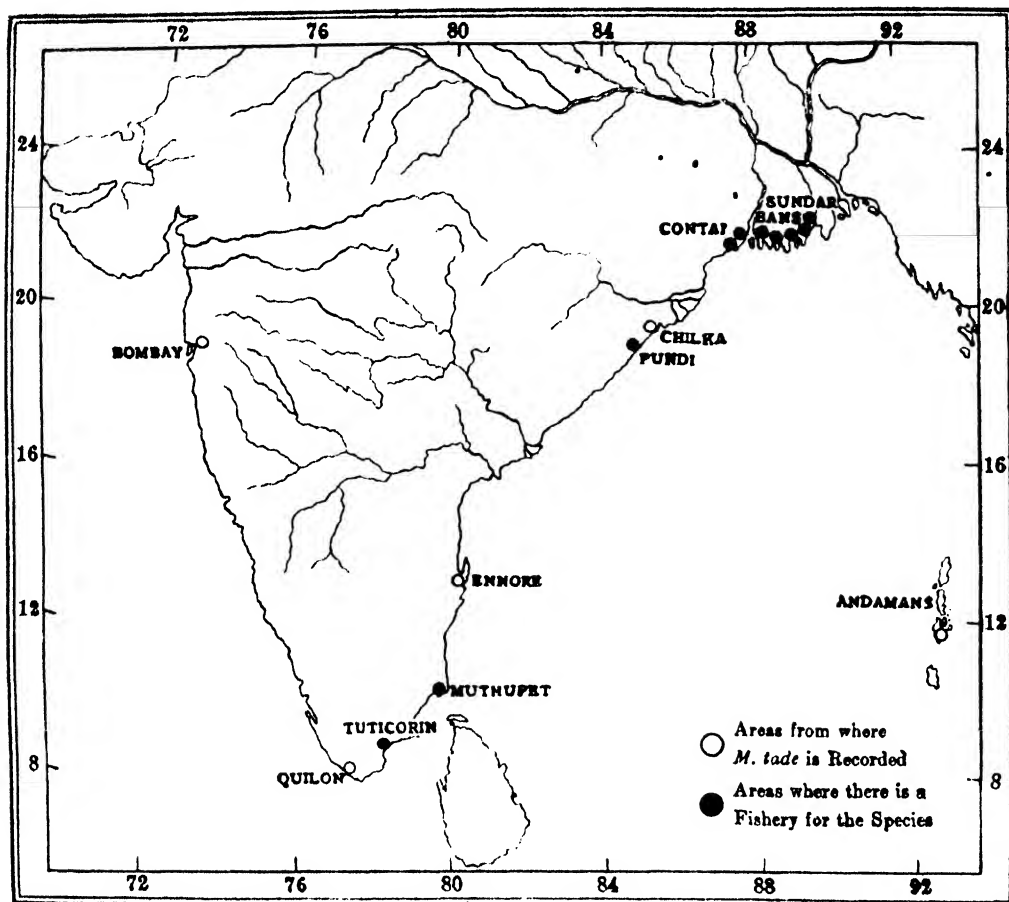 72 76 80 84 88 92
24 24
SUNDAR
BANS
CONTAI
20 20
CHILKA
BOMBAY
PUNDI
16 16
ENNORE
ANDAMANS
12 12
MUTHUPET
TUTICORIN
Areas from where
M. tade is Recorded
QUILON
8 8
Areas where there is a
Fishery for the Species
72 76 80 84 88 92